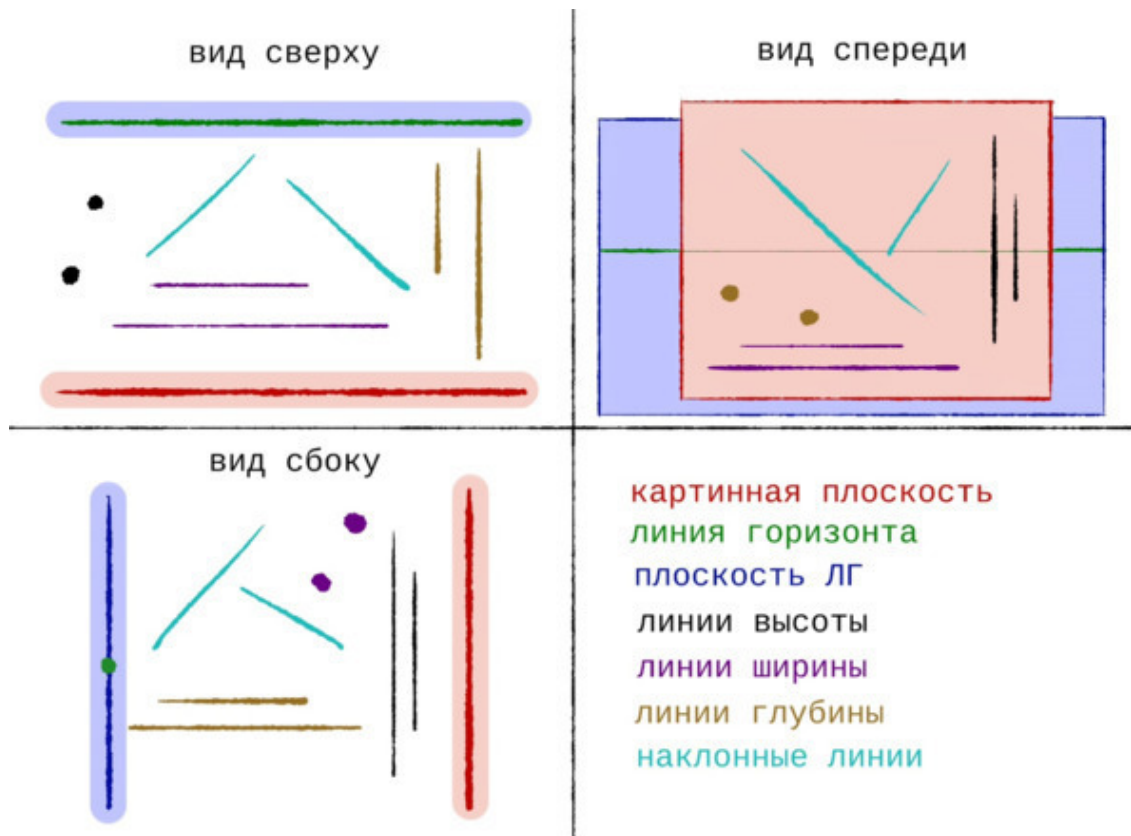 вид сверху
вид спереди
вид сбоку
картинная плоскость
линия горизонта
плоскость ЛГ
линии высоты
линии ширины
линии глубины
наклонные линии